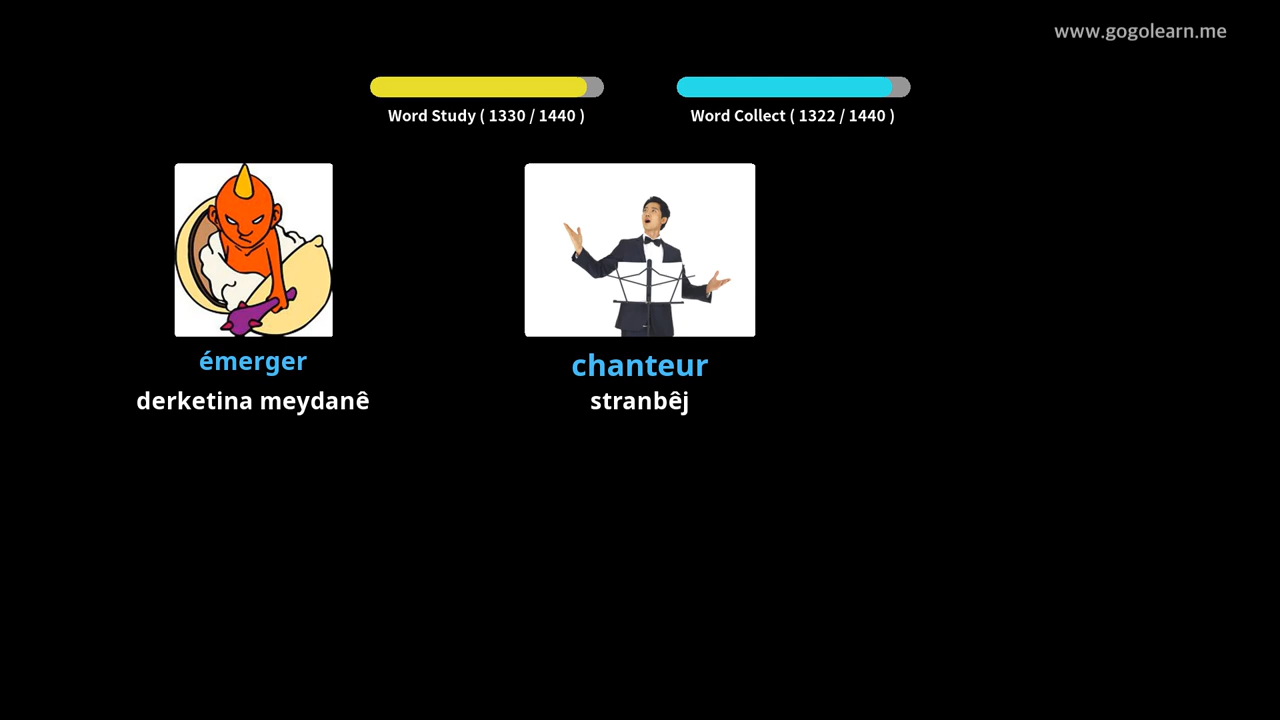 www.gogolearn.me
Word Study ( 1330 / 1440 )
Word Collect ( 1322 / 1440 )
émerger
derketina meydanê
chanteur
stranbêj